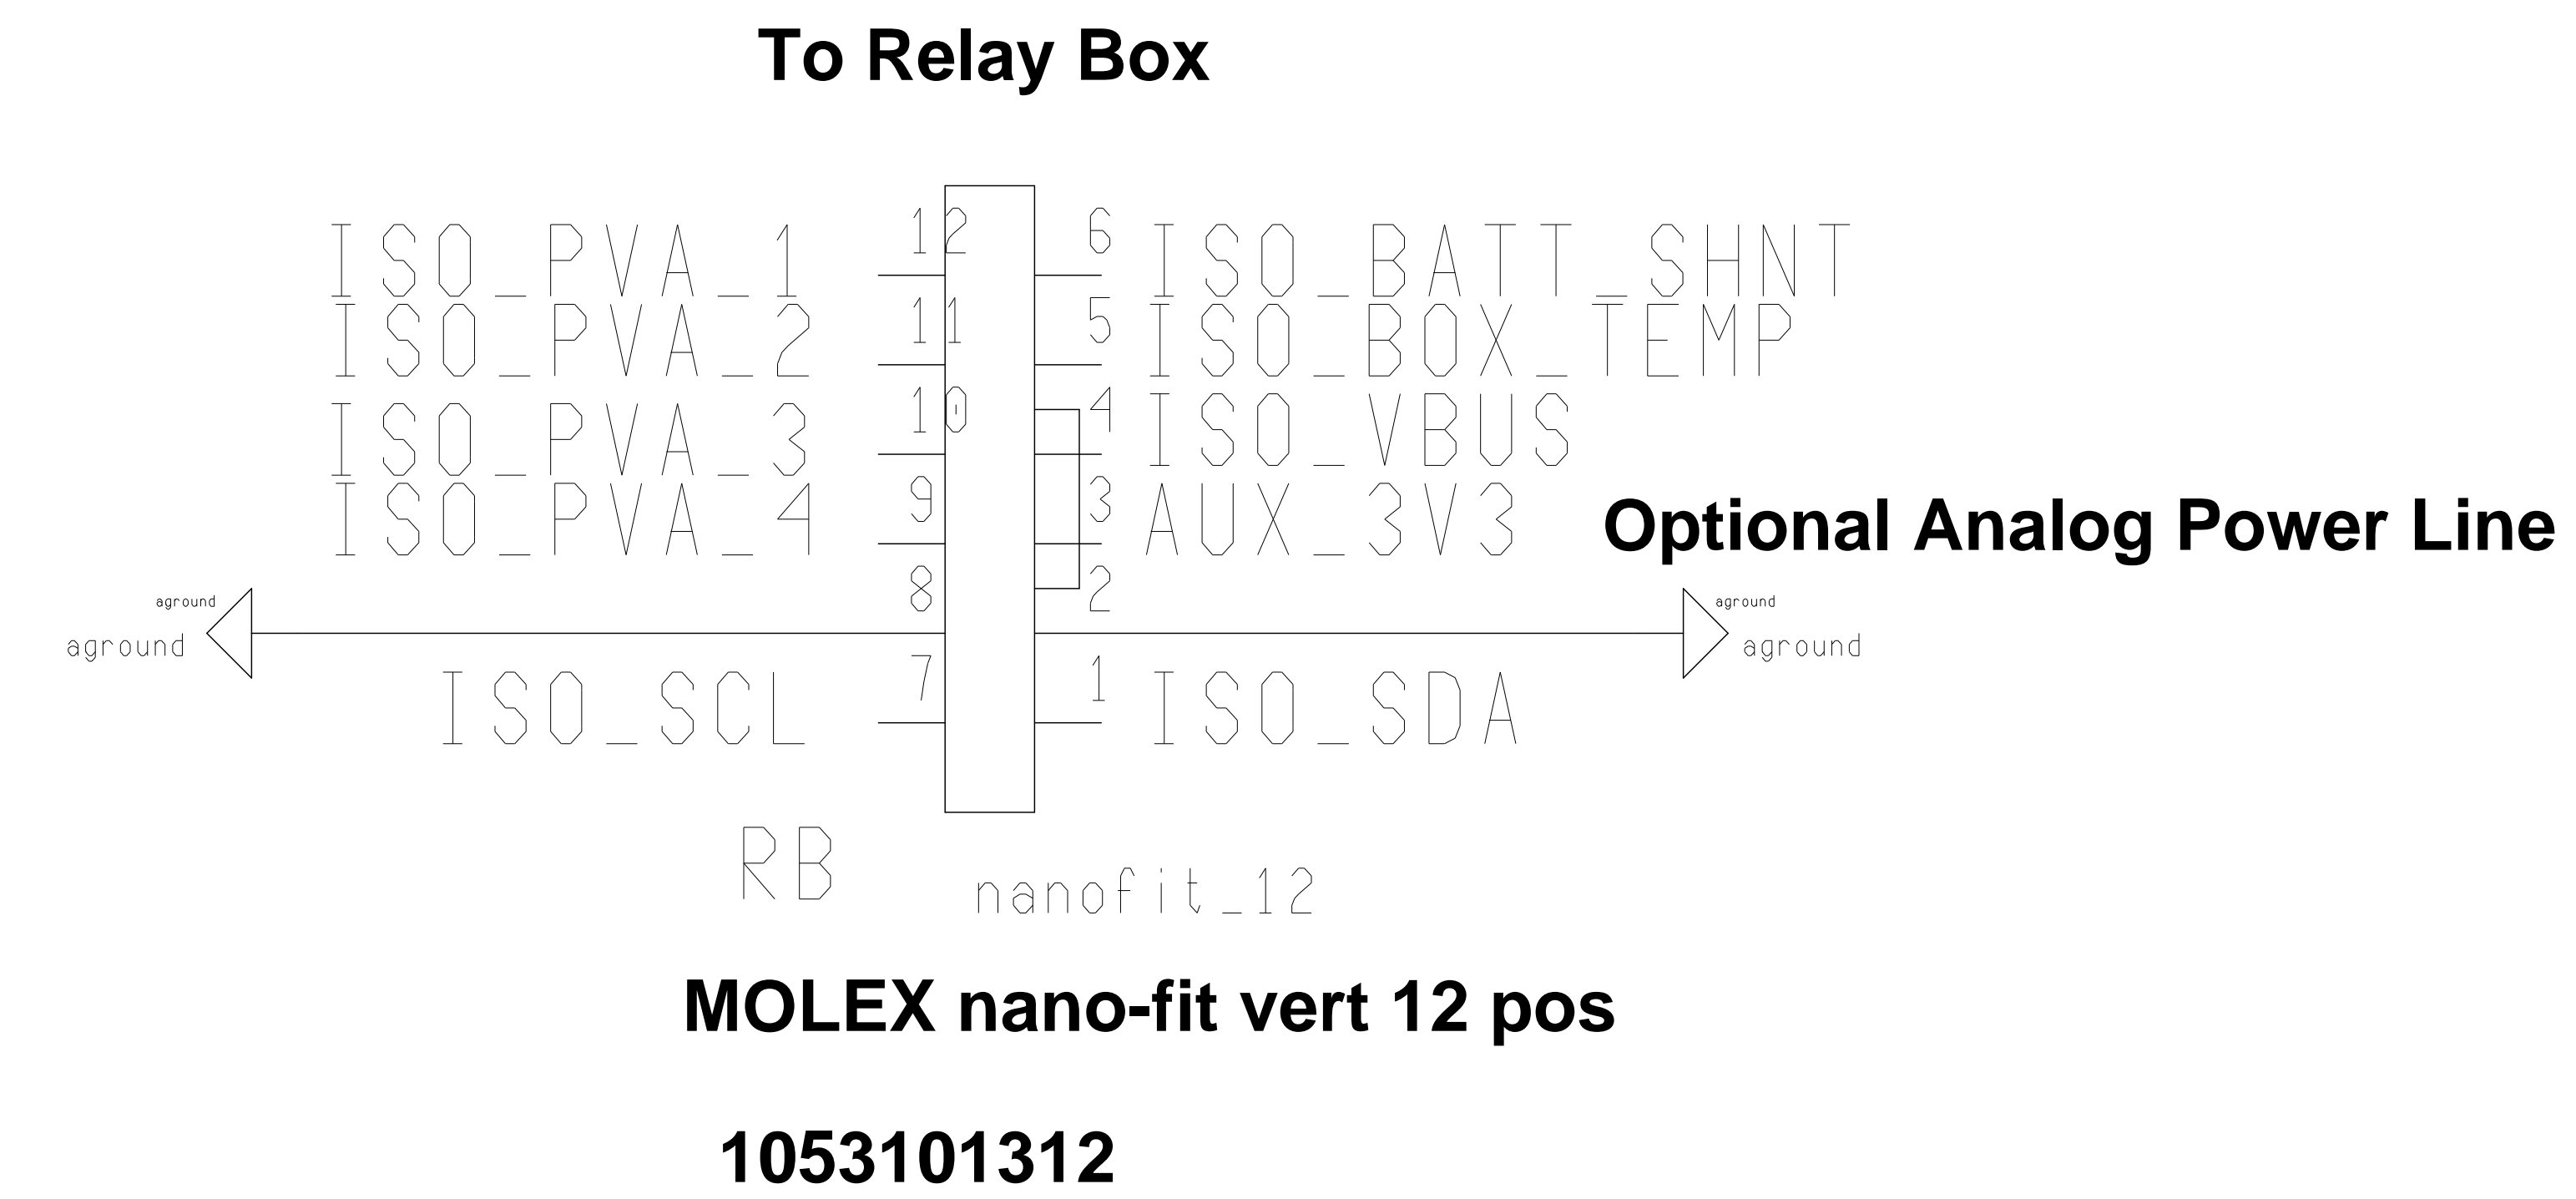 To Relay Box
ISO_PVA_1 12 6 ISO_BATT_SHNT
ISO_PVA_2 11 5 ISO_BOX_TEMP
ISO_PVA_3 10 4 ISO_VBUS
ISO_PVA_4 9 3 AUX_3V3 Optional Analog Power Line
aground 8 2 aground
aground aground
ISO_SCL 7 1 ISO_SDA
RB nanofit_12
MOLEX nano-fit vert 12 pos
1053101312